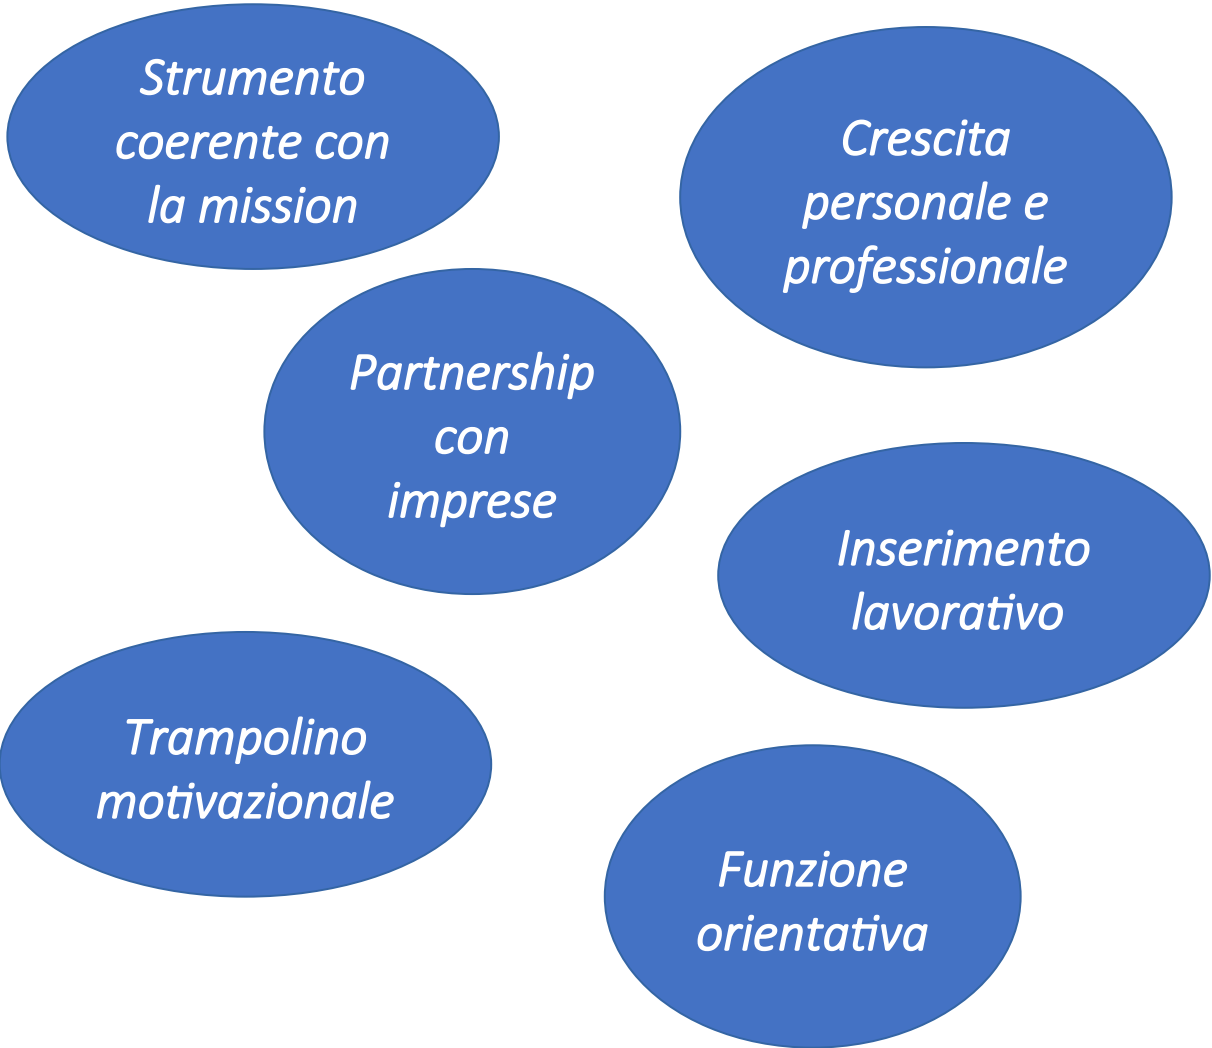 Strumento
coerente con
la mission
Crescita
personale e
professionale
Partnership
con
imprese
Inserimento
lavorativo
Trampolino
motivazionale
Funzione
orientativa